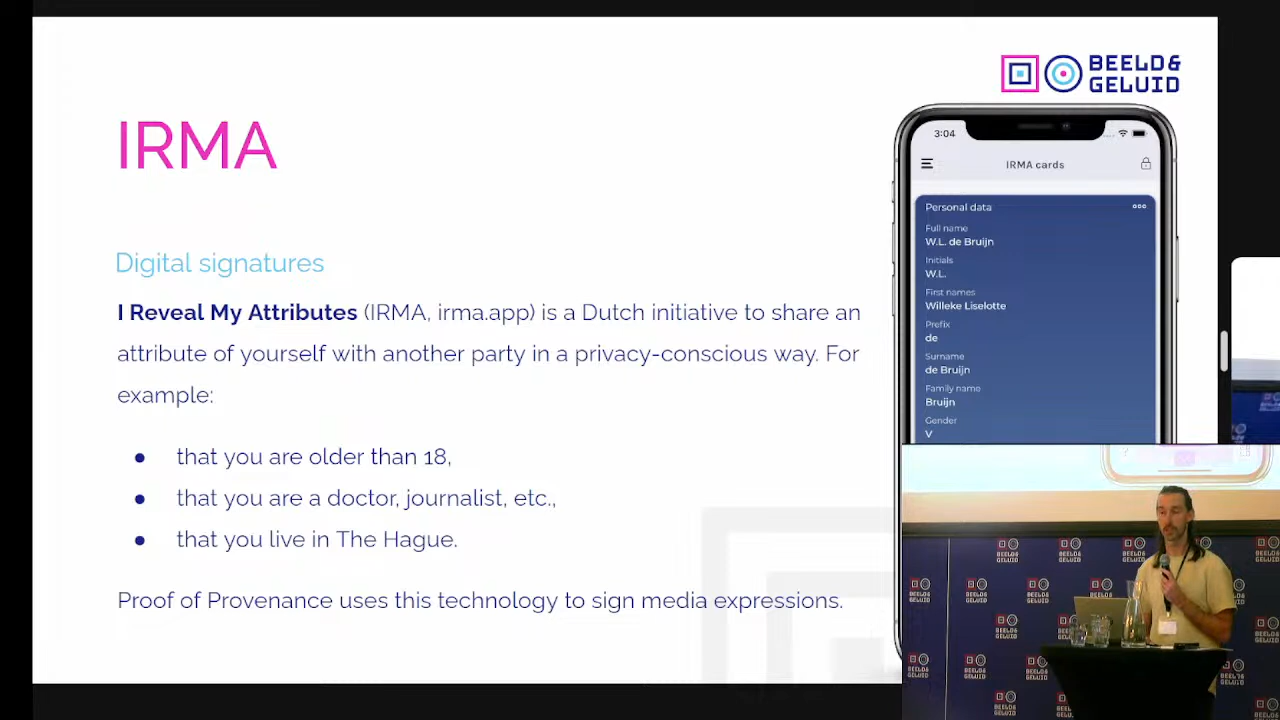 BEELD&
GELUID
IRMA
Digital signatures
I Reveal My Attributes (IRMA, irma.app) is a Dutch initiative to share an
attribute of yourself with another party in a privacy-conscious way. For
example:
● that you are older than 18,
● that you are a doctor, journalist, etc.,
● that you live in The Hague.
Proof of Provenance uses this technology to sign media expressions.
3:04
IRMA cards
Personal data
Full name
W.L. de Bruijn
Initials
W.L.
First names
Willeke Liselotte
Prefix
de
Surname
de Bruijn
Family name
Bruijn
Gender
V
BEELD&
GELUID